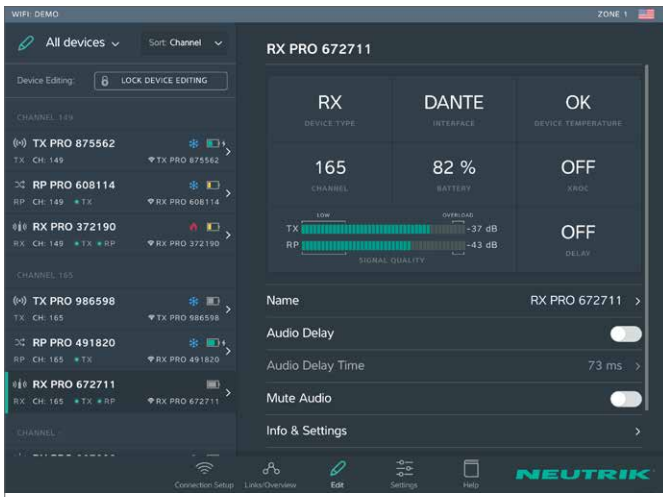 WIFI: DEMO
ZONE 1
All devices
Sort: Channel
Device Editing:
LOCK DEVICE EDITING
CHANNEL 149
TX PRO 875562
TX CH: 149
TX PRO 875562
RP PRO 608114
RP CH: 149 TX
RX PRO 608114
RX PRO 372190
RX CH: 149 TX RP
RX PRO 372190
CHANNEL 165
TX PRO 986598
TX CH: 165
TX PRO 986598
RP PRO 491820
RP CH: 165 TX
RX PRO 491820
RX PRO 672711
RX CH: 165 TX RP
RX PRO 672711
CHANNEL -
RX PRO 672711
RX
DEVICE TYPE
DANTE
INTERFACE
OK
DEVICE TEMPERATURE
165
CHANNEL
82 %
BATTERY
OFF
XROC
LOW
OVERLOAD
TX
-37 dB
RP
-43 dB
SIGNAL QUALITY
OFF
DELAY
Name
RX PRO 672711
Audio Delay
Audio Delay Time
73 ms
Mute Audio
Info & Settings
Connection Setup
Links/Overview
Edit
Settings
Help
NEUTRIK